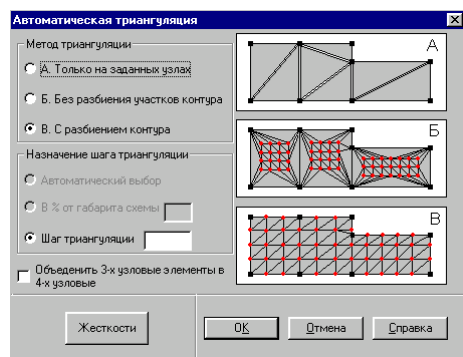 Автоматическая триангуляция
Метод триангуляции
А. Только на заданных узлах
Б. Без разбиения участков контура
В. С разбиением контура
Назначение шага триангуляции
Автоматический выбор
В % от габарита схемы
Шаг триангуляции
Объеденить 3-х узловые элементы в
4-х узловые
А
Б
В
Жесткости
OK
Отмена
Справка